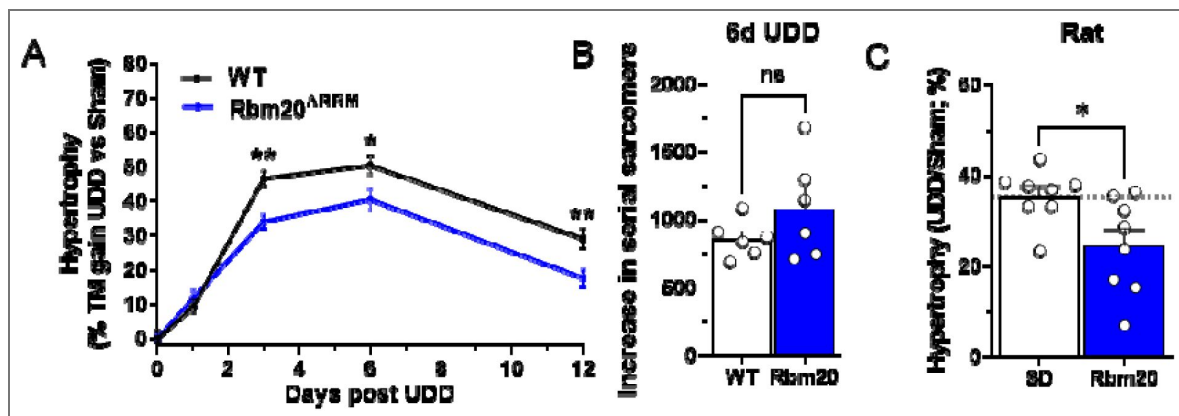 A
Hypertrophy
(% TM gain UDD vs Sham)
80
70
60
50
40
30
20
10
0
WT
Rbm20ΔRRM
**
*
**
0 2 4 6 8 10 12
Days post UDD
B
6d UDD
Increase in serial sarcomers
2000
1500
1000
500
0
ns
WT Rbm20
C
Rat
Hypertrophy (UDD/Sham; %)
60
40
20
0
*
SD Rbm20